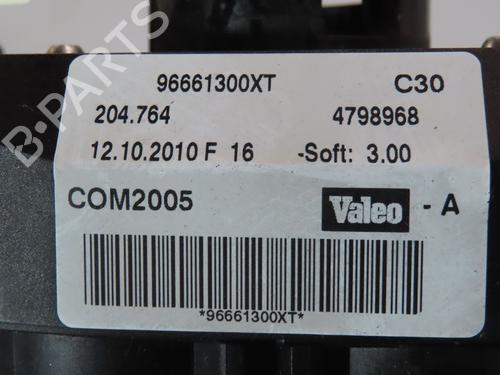 96661300XT C30
204.764 4798968
12.10.2010 F 16 -Soft: 3.00
COM2005 Valeo - A
*96661300XT*
B-PARTS